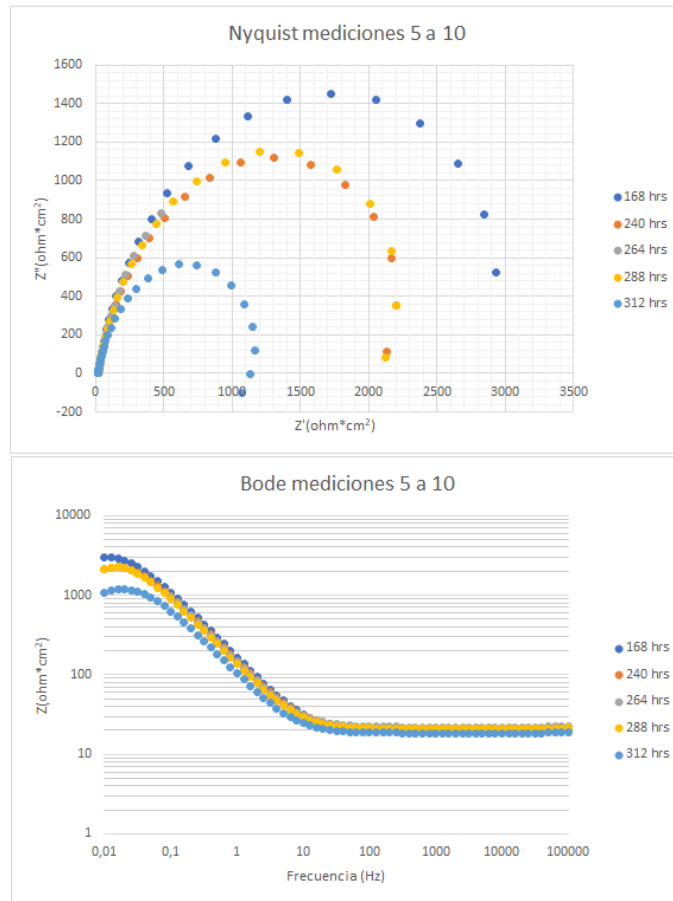 Nyquist mediciones 5 a 10
1600
1400
1200
1000
800
600
400
200
0
-200
Z''(ohm*cm²)
0 500 1000 1500 2000 2500 3000 3500
Z'(ohm*cm²)
168 hrs
240 hrs
264 hrs
288 hrs
312 hrs
Bode mediciones 5 a 10
10000
1000
100
10
1
Z(ohm*cm²)
0,01 0,1 1 10 100 1000 10000 100000
Frecuencia (Hz)
168 hrs
240 hrs
264 hrs
288 hrs
312 hrs